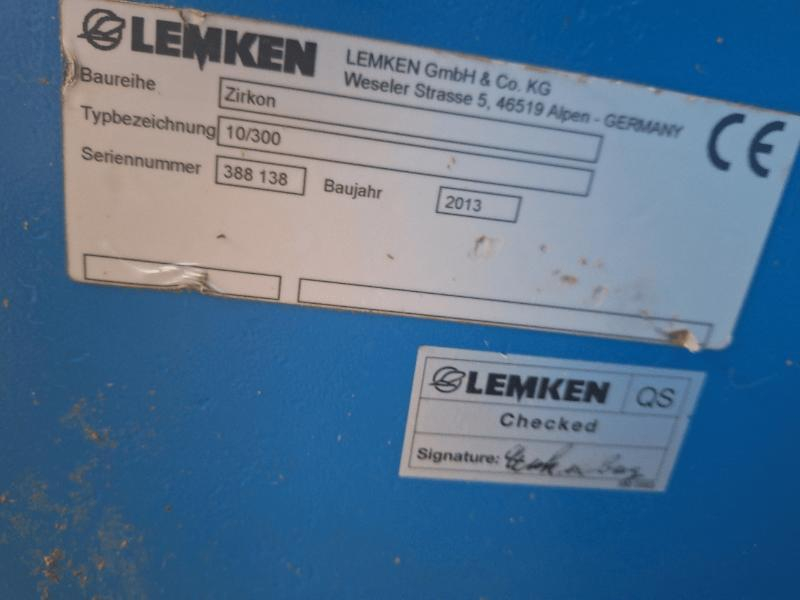 LEMKEN
LEMKEN GmbH & Co. KG
Weseler Strasse 5, 46519 Alpen - GERMANY
CE
Baureihe Zirkon
Typbezeichnung 10/300
Seriennummer 388 138 Baujahr 2013
LEMKEN QS
Checked
Signature: